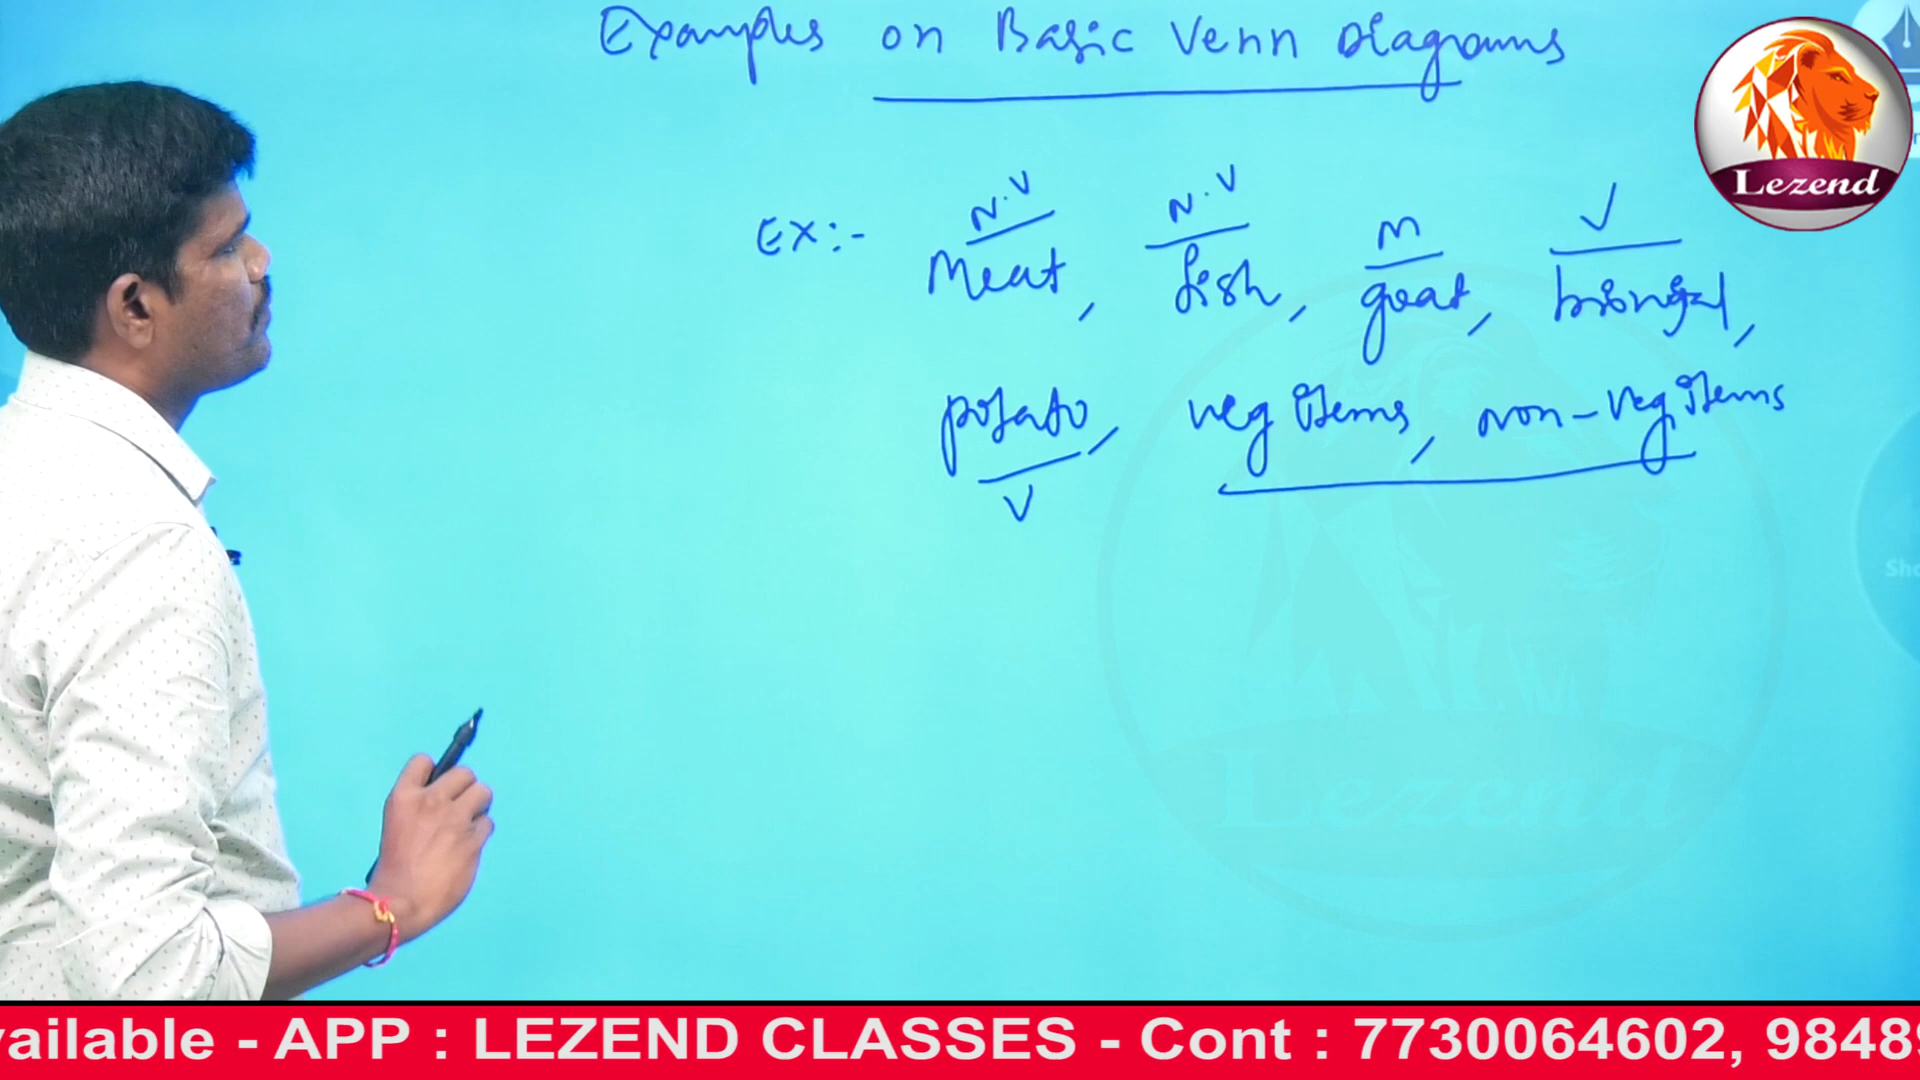 Examples on Basic Venn Diagrams
Lezend
N.V N.V M V
EX:- Meat, fish, goat, brinjal,
potato, veg items, non-veg items
V
Lezend
vailable - APP : LEZEND CLASSES - Cont : 7730064602, 9848